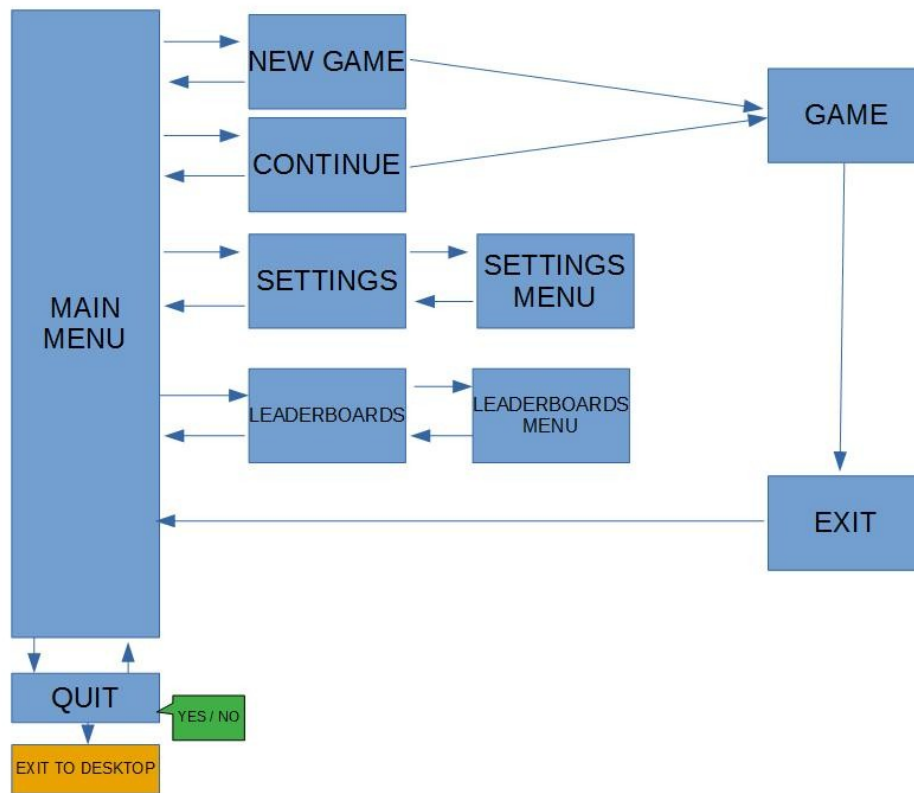 NEW GAME
GAME
CONTINUE
SETTINGS
SETTINGS
MENU
MAIN
MENU
LEADERBOARDS
LEADERBOARDS
MENU
EXIT
QUIT
YES / NO
EXIT TO DESKTOP